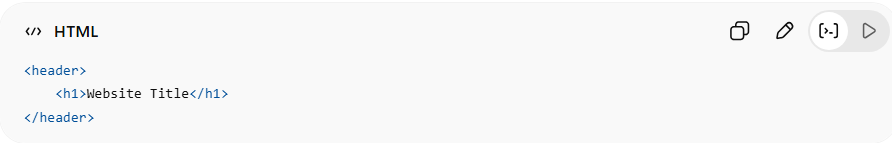 HTML
<header>
    <h1>Website Title</h1>
</header>